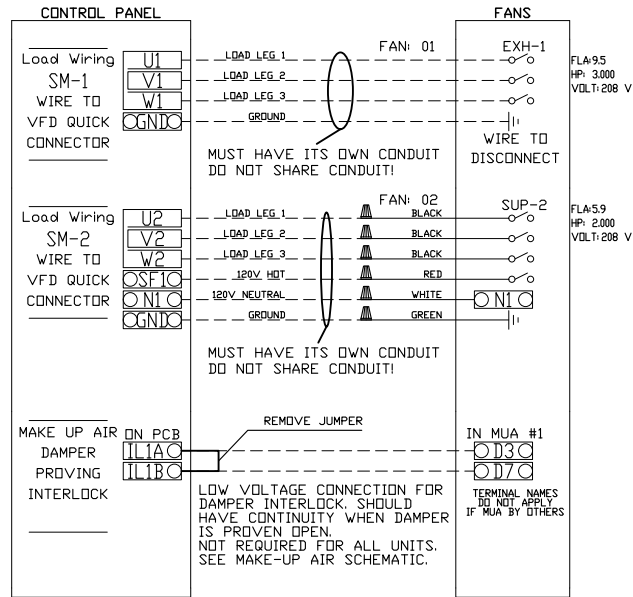 CONTROL PANEL
FANS
Load Wiring
SM-1
WIRE TO
VFD QUICK
CONNECTOR
U1
V1
W1
GND
LOAD LEG 1
LOAD LEG 2
LOAD LEG 3
GROUND
FAN: 01
EXH-1
FLA:9.5
HP: 3.000
VOLT: 208 V
WIRE TO
DISCONNECT
MUST HAVE ITS OWN CONDUIT
DO NOT SHARE CONDUIT!
Load Wiring
SM-2
WIRE TO
VFD QUICK
CONNECTOR
U2
V2
W2
SF1
N1
GND
LOAD LEG 1
LOAD LEG 2
LOAD LEG 3
120V HOT
120V NEUTRAL
GROUND
FAN: 02
BLACK
BLACK
BLACK
RED
WHITE
GREEN
SUP-2
N1
FLA:5.9
HP: 2.000
VOLT: 208 V
MUST HAVE ITS OWN CONDUIT
DO NOT SHARE CONDUIT!
MAKE UP AIR
DAMPER
PROVING
INTERLOCK
ON PCB
IL1A
IL1B
REMOVE JUMPER
IN MUA #1
D3
D7
TERMINAL NAMES
DO NOT APPLY
IF MUA BY OTHERS
LOW VOLTAGE CONNECTION FOR
DAMPER INTERLOCK. SHOULD
HAVE CONTINUITY WHEN DAMPER
IS PROVEN OPEN.
NOT REQUIRED FOR ALL UNITS.
SEE MAKE-UP AIR SCHEMATIC.